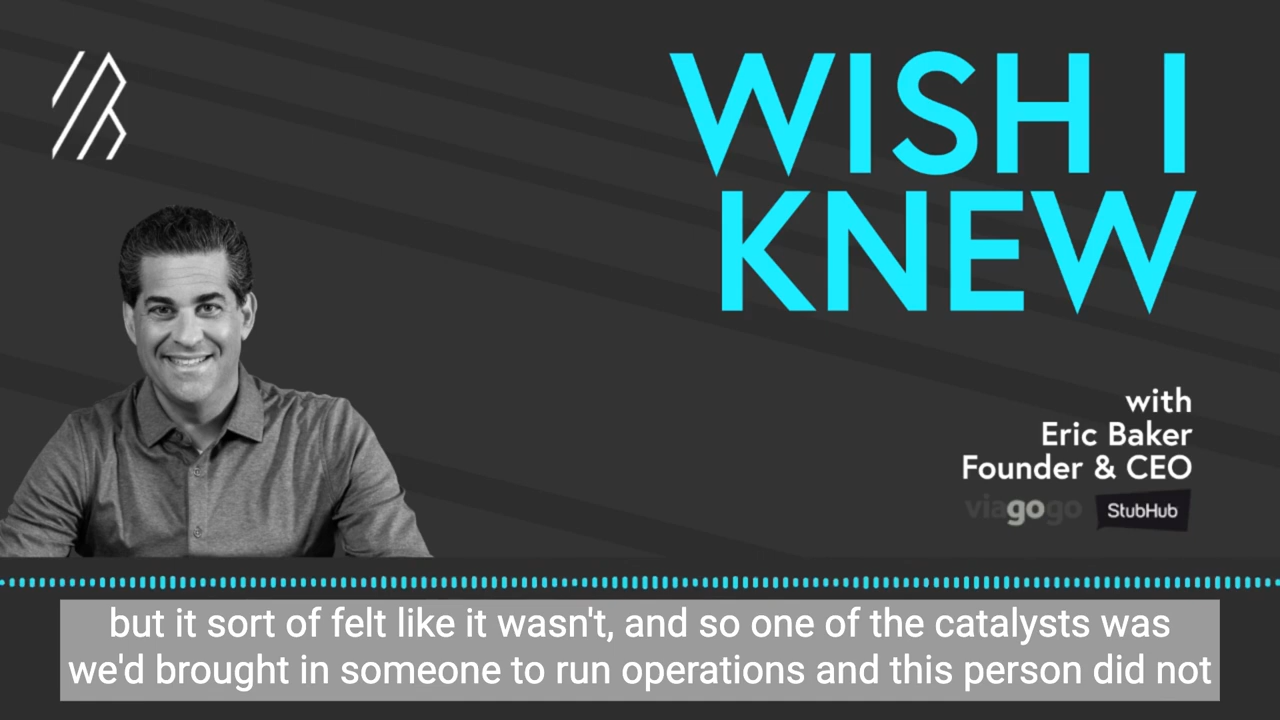 WISH I
KNEW
with
Eric Baker
Founder & CEO
viagogo StubHub
but it sort of felt like it wasn't, and so one of the catalysts was
we'd brought in someone to run operations and this person did not